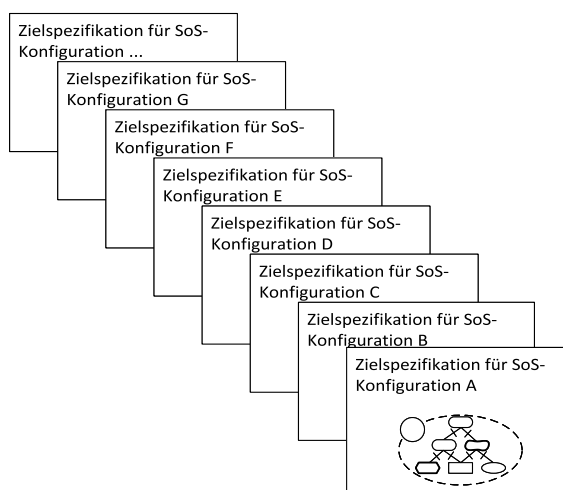 Zielspezifikation für SoS-
Konfiguration ...
Zielspezifikation für SoS-
Konfiguration G
Zielspezifikation für SoS-
Konfiguration F
Zielspezifikation für SoS-
Konfiguration E
Zielspezifikation für SoS-
Konfiguration D
Zielspezifikation für SoS-
Konfiguration C
Zielspezifikation für SoS-
Konfiguration B
Zielspezifikation für SoS-
Konfiguration A